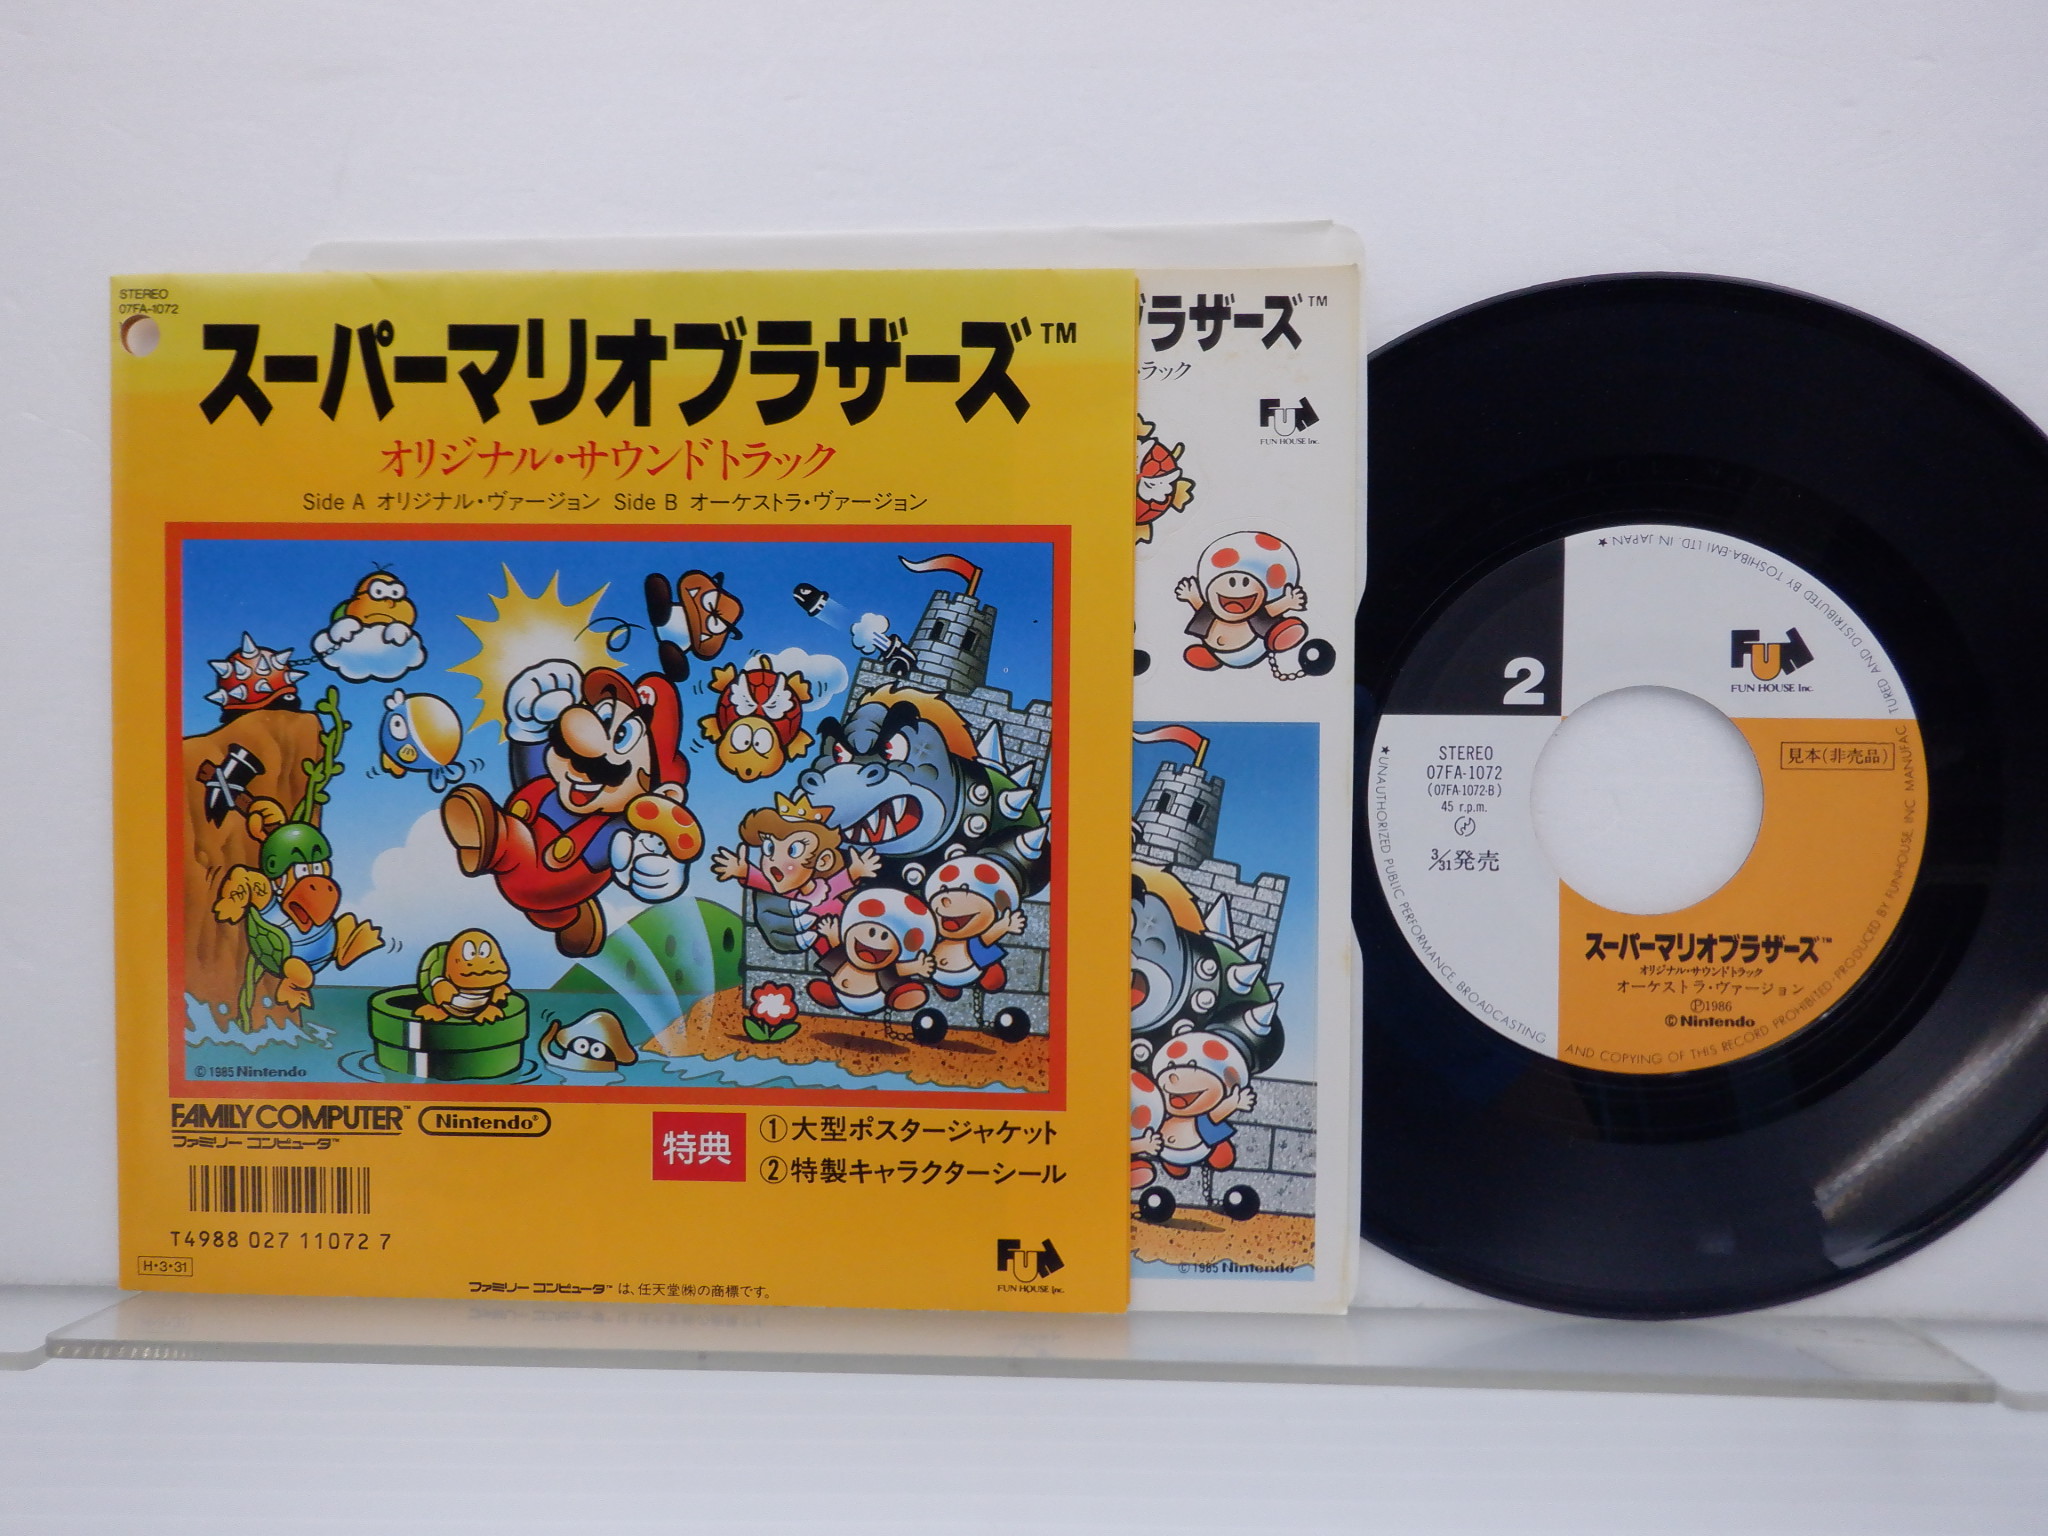 STEREO
07FA-1072
スーパーマリオブラザーズ™
オリジナル・サウンドトラック
Side A オリジナル・ヴァージョン Side B オーケストラ・ヴァージョン
© 1985 Nintendo
FAMILY COMPUTER™ Nintendo®
ファミリー コンピュータ™
特典
①大型ポスタージャケット
②特製キャラクターシール
T4988 027 11072 7
H・3・31
ファミリー コンピュータ™ は、任天堂㈱の商標です。
FUN
FUN HOUSE Inc.
ブラザーズ™
トラック
FUN
FUN HOUSE Inc.
© 1985 Nintendo
2
FUN
FUN HOUSE Inc.
STEREO
07FA-1072
(07FA-1072-B)
45 r.p.m.
3/31発売
見本(非売品)
スーパーマリオブラザーズ™
オリジナル・サウンドトラック
オーケストラ・ヴァージョン
Ⓟ1986
© Nintendo
★UNAUTHORIZED PUBLIC PERFORMANCE BROADCASTING AND COPYING OF THIS RECORD PROHIBITED・PRODUCED BY FUNHOUSE INC MANUFACTURED AND DISTRIBUTED BY TOSHIBA-EMI LTD. IN JAPAN★